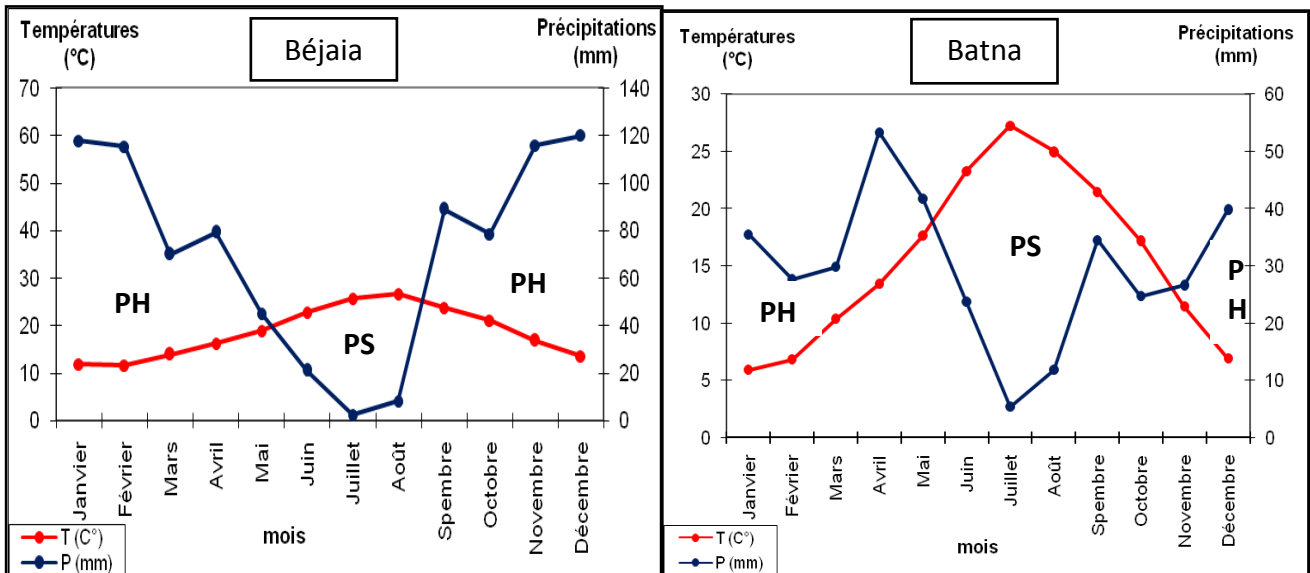 Températures
(°C)
Béjaia
Précipitations
(mm)
70
60
50
40
30
20
10
0
140
120
100
80
60
40
20
0
PH
PS
PH
Janvier
Février
Mars
Avril
Mai
Juin
Juillet
Août
Spembre
Octobre
Novembre
Décembre
mois
T (C°)
P (mm)
Températures
(°C)
Batna
Précipitations
(mm)
30
25
20
15
10
5
0
60
50
40
30
20
10
0
PH
PS
P
H
Janvier
Février
Mars
Avril
Mai
Juin
Juillet
Août
Spembre
Octobre
Novembre
Décembre
mois
T (C°)
P (mm)